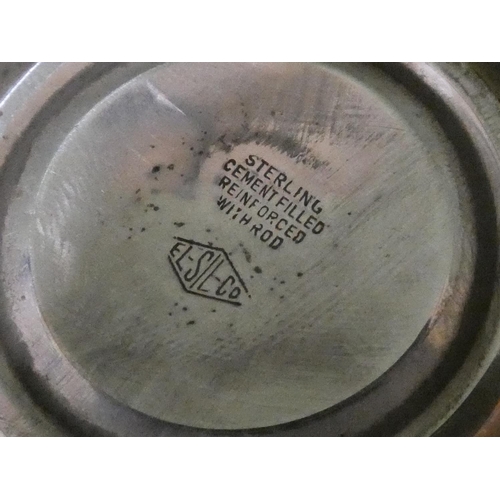 STERLING
CEMENT FILLED
REINFORCED
WITH ROD
EL-SIL-CO